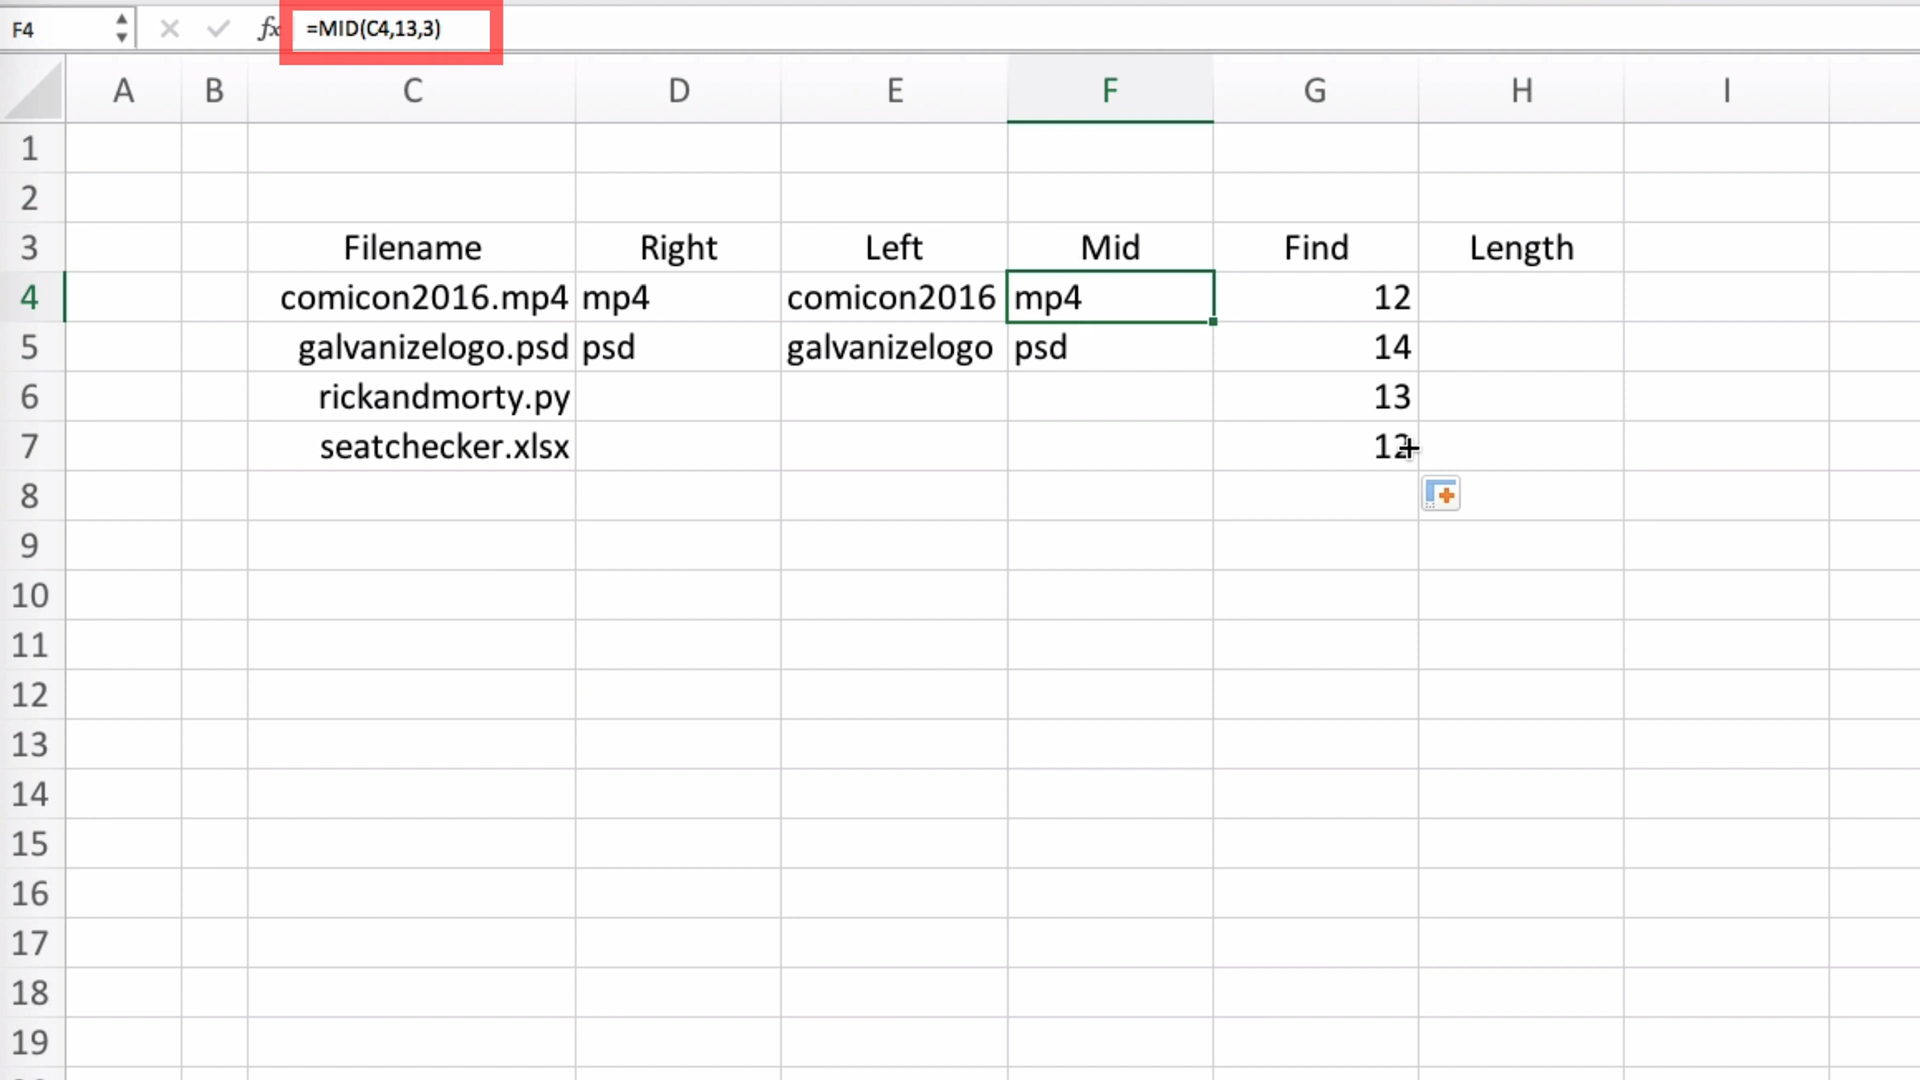 F4 fx =MID(C4,13,3)
A B C D E F G H I
1
2
3 Filename Right Left Mid Find Length
4 comicon2016.mp4 mp4 comicon2016 mp4 12
5 galvanizelogo.psd psd galvanizelogo psd 14
6 rickandmorty.py 13
7 seatchecker.xlsx 12
8
9
10
11
12
13
14
15
16
17
18
19